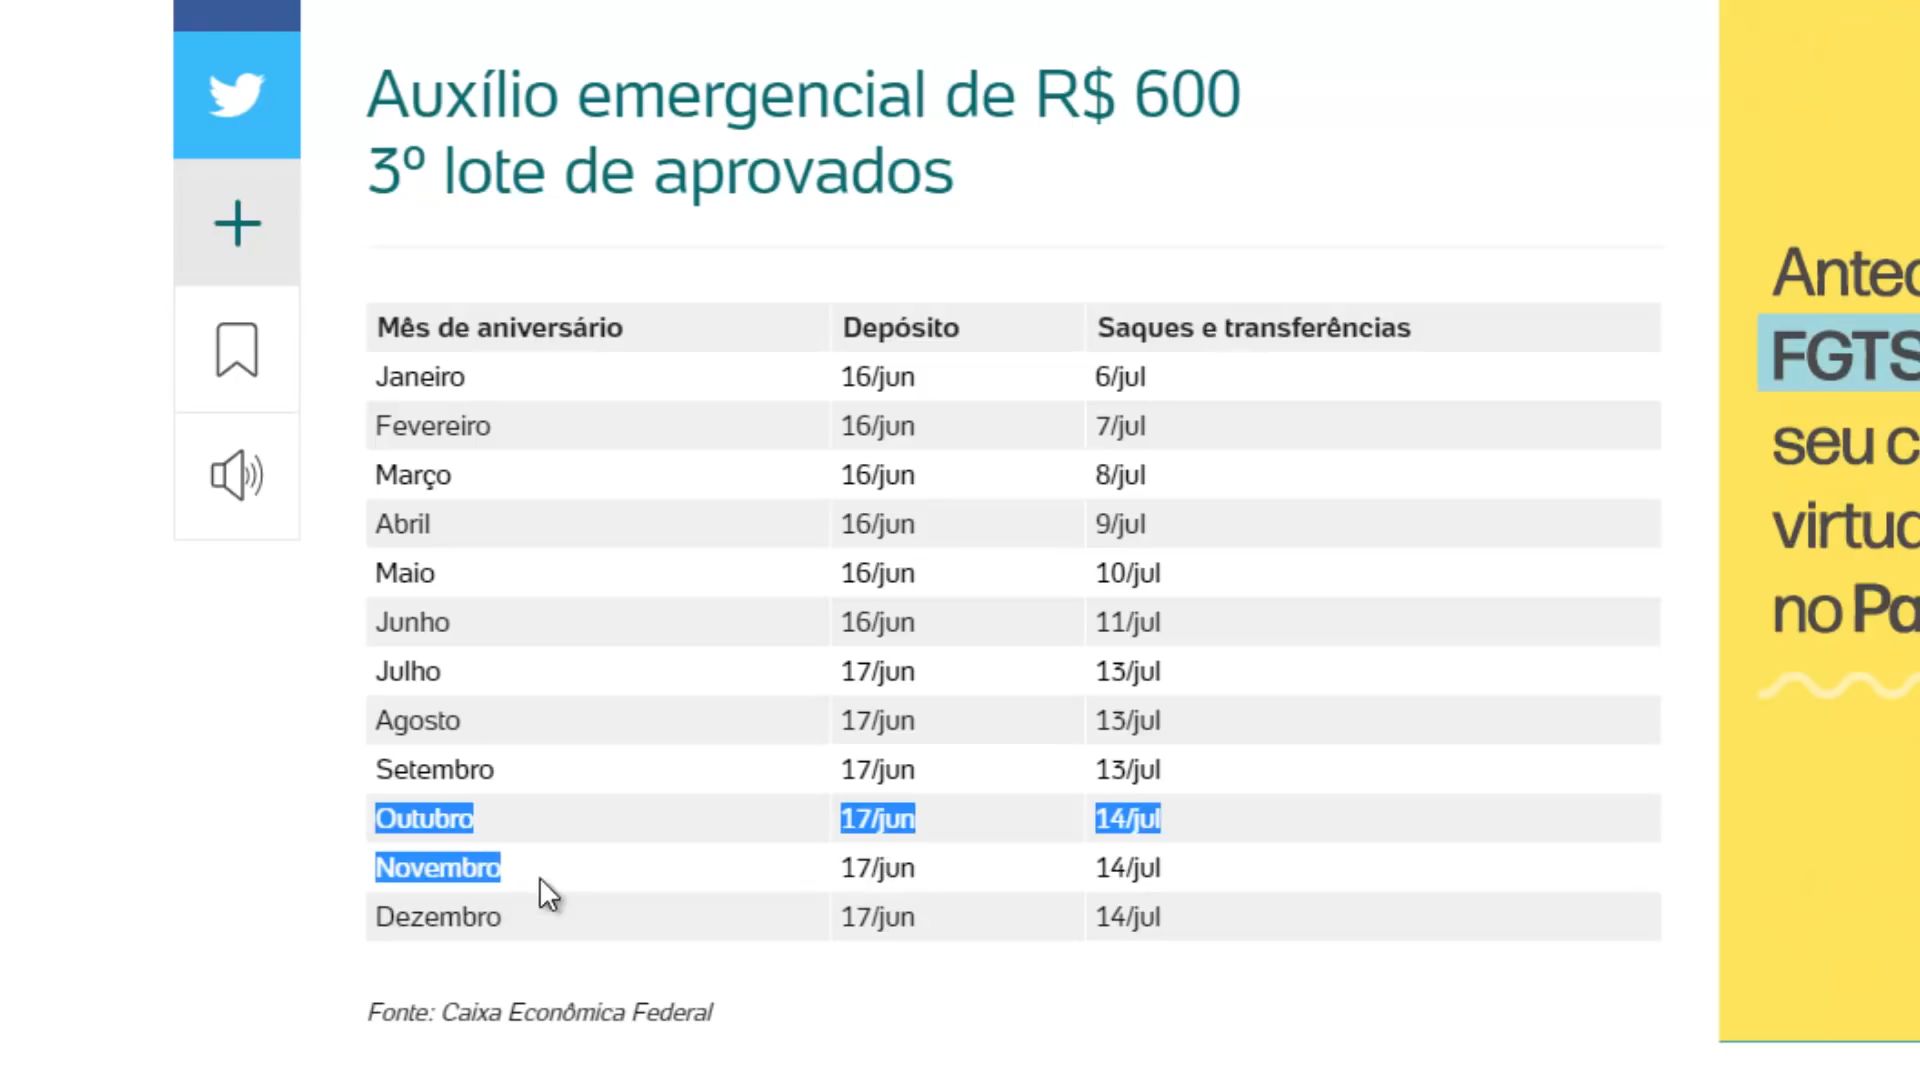 Auxílio emergencial de R$ 600
3º lote de aprovados
Mês de aniversário Depósito Saques e transferências
Janeiro 16/jun 6/jul
Fevereiro 16/jun 7/jul
Março 16/jun 8/jul
Abril 16/jun 9/jul
Maio 16/jun 10/jul
Junho 16/jun 11/jul
Julho 17/jun 13/jul
Agosto 17/jun 13/jul
Setembro 17/jun 13/jul
Outubro 17/jun 14/jul
Novembro 17/jun 14/jul
Dezembro 17/jun 14/jul
Fonte: Caixa Econômica Federal
FGTS
seu
no